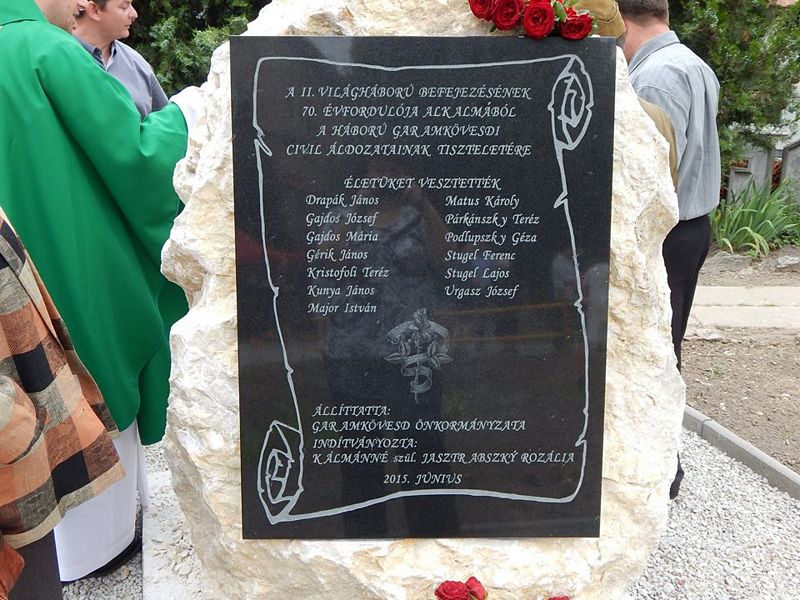 A II. VILÁGHÁBORÚ BEFEJEZÉSÉNEK
70. ÉVFORDULÓJA ALKALMÁBÓL
A HÁBORÚ GARAMKÖVESDI
CIVIL ÁLDOZATAINAK TISZTELETÉRE
ÉLETÜKET VESZTETTÉK
Drapák János
Gajdos József
Gajdos Mária
Gérik János
Kristofoli Teréz
Kunya János
Major István
Matus Károly
Párkánszky Teréz
Podlupszky Géza
Stugel Ferenc
Stugel Lajos
Urgasz József
ÁLLÍTTATTA:
GARAMKÖVESD ÖNKORMÁNYZATA
INDÍTVÁNYOZTA:
KÁLMÁNNÉ szül. JASZTRABSZKÝ ROZÁLIA
2015. JÚNIUS